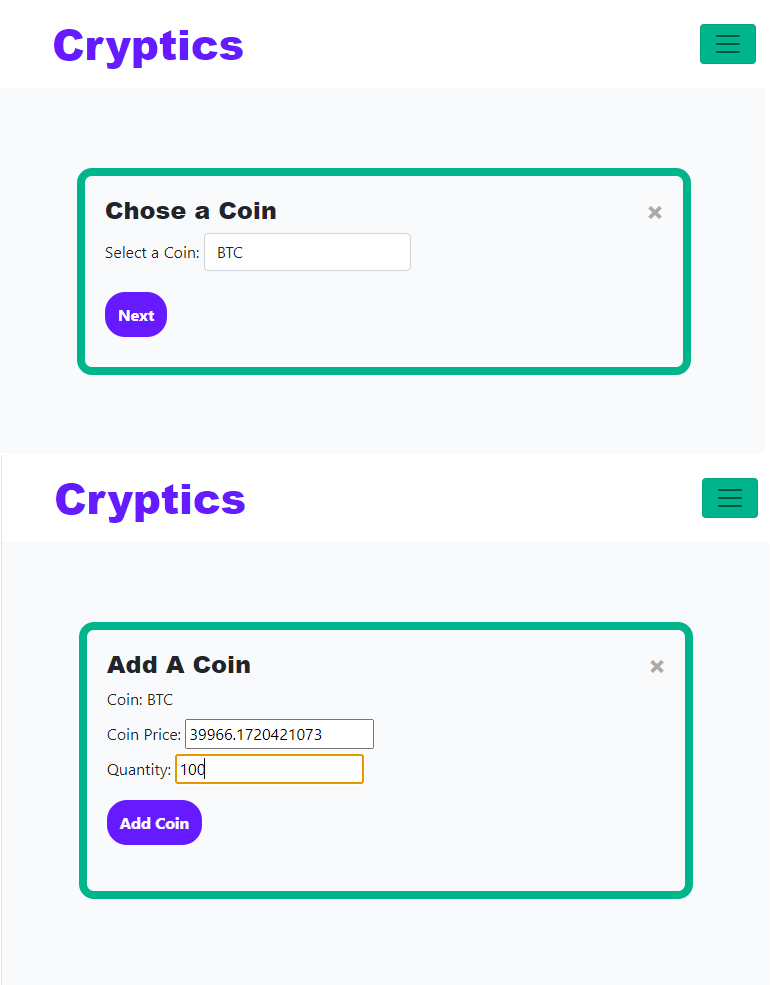 Cryptics
Chose a Coin
×
Select a Coin: BTC
Next
Cryptics
Add A Coin
×
Coin: BTC
Coin Price: 39966.1720421073
Quantity: 100
Add Coin